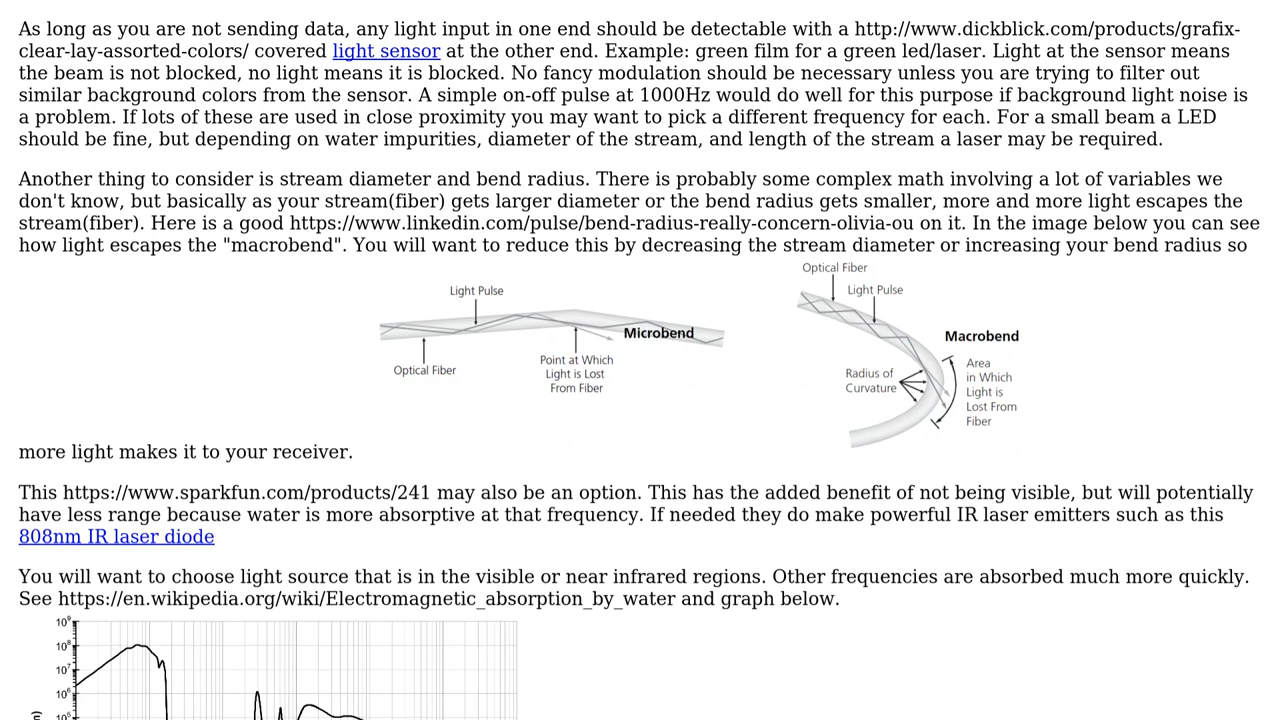 As long as you are not sending data, any light input in one end should be detectable with a http://www.dickblick.com/products/grafix-
clear-lay-assorted-colors/ covered light sensor at the other end. Example: green film for a green led/laser. Light at the sensor means
the beam is not blocked, no light means it is blocked. No fancy modulation should be necessary unless you are trying to filter out
similar background colors from the sensor. A simple on-off pulse at 1000Hz would do well for this purpose if background light noise is
a problem. If lots of these are used in close proximity you may want to pick a different frequency for each. For a small beam a LED
should be fine, but depending on water impurities, diameter of the stream, and length of the stream a laser may be required.
Another thing to consider is stream diameter and bend radius. There is probably some complex math involving a lot of variables we
don't know, but basically as your stream(fiber) gets larger diameter or the bend radius gets smaller, more and more light escapes the
stream(fiber). Here is a good https://www.linkedin.com/pulse/bend-radius-really-concern-olivia-ou on it. In the image below you can see
how light escapes the "macrobend". You will want to reduce this by decreasing the stream diameter or increasing your bend radius so
Light Pulse
Microbend
Optical Fiber
Point at Which
Light is Lost
From Fiber
Optical Fiber
Light Pulse
Macrobend
Radius of
Curvature
Area
in Which
Light is
Lost From
Fiber
more light makes it to your receiver.
This https://www.sparkfun.com/products/241 may also be an option. This has the added benefit of not being visible, but will potentially
have less range because water is more absorptive at that frequency. If needed they do make powerful IR laser emitters such as this
808nm IR laser diode
You will want to choose light source that is in the visible or near infrared regions. Other frequencies are absorbed much more quickly.
See https://en.wikipedia.org/wiki/Electromagnetic_absorption_by_water and graph below.
10⁹
10⁸
10⁷
10⁶
10⁵